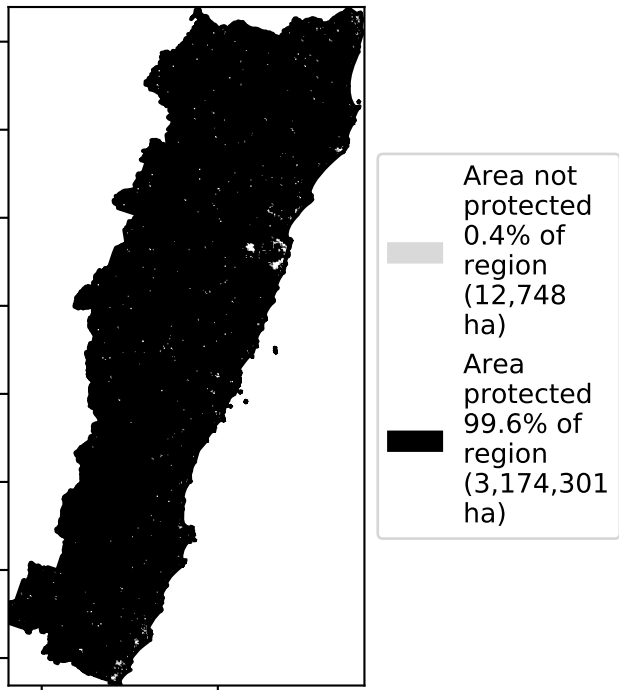 Area not
protected
0.4% of
region
(12,748
ha)
Area
protected
99.6% of
region
(3,174,301
ha)